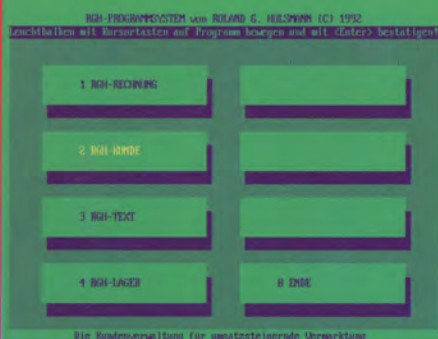 RGH-PROGRAMMSYSTEM von ROLAND G. HÜLSMANN (C) 1992
Leuchtbalken mit Kursortasten auf Programm bewegen und mit <Enter> bestätigen!
1 RGH-RECHNUNG
2 RGH-KUNDE
3 RGH-TEXT
4 RGH-LAGER
0 ENDE
Die Kundenverwaltung für umsatzsteigernde Vermarktung